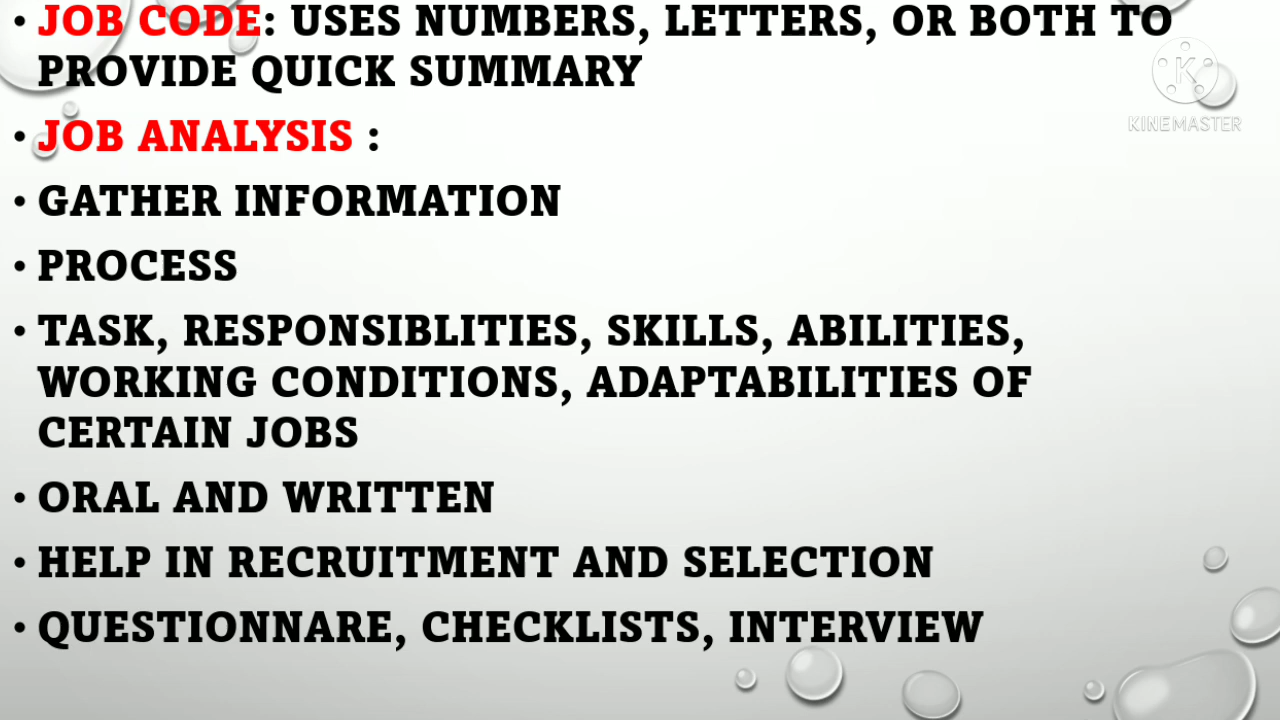 • JOB CODE: USES NUMBERS, LETTERS, OR BOTH TO
PROVIDE QUICK SUMMARY
• JOB ANALYSIS :
• GATHER INFORMATION
• PROCESS
• TASK, RESPONSIBLITIES, SKILLS, ABILITIES,
WORKING CONDITIONS, ADAPTABILITIES OF
CERTAIN JOBS
• ORAL AND WRITTEN
• HELP IN RECRUITMENT AND SELECTION
• QUESTIONNARE, CHECKLISTS, INTERVIEW
K
KINEMASTER